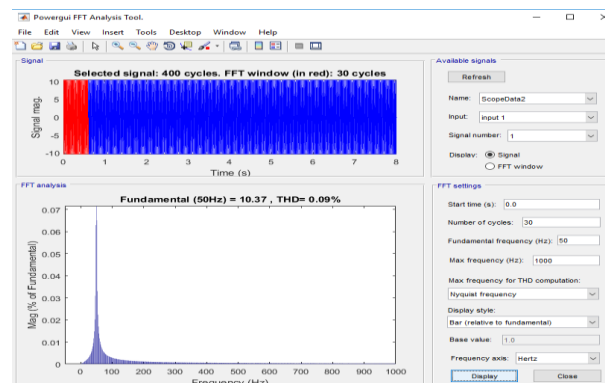 Powergui FFT Analysis Tool.
File Edit View Insert Tools Desktop Window Help
Signal
Selected signal: 400 cycles. FFT window (in red): 30 cycles
Signal mag.
10
5
0
-5
-10
0 1 2 3 4 5 6 7 8
Time (s)
FFT analysis
Fundamental (50Hz) = 10.37 , THD= 0.09%
Mag (% of Fundamental)
0.07
0.06
0.05
0.04
0.03
0.02
0.01
0
0 100 200 300 400 500 600 700 800 900 1000
Frequency (Hz)
Available signals
Refresh
Name: ScopeData2
Input: input 1
Signal number: 1
Display: Signal
FFT window
FFT settings
Start time (s): 0.0
Number of cycles: 30
Fundamental frequency (Hz): 50
Max frequency (Hz): 1000
Max frequency for THD computation:
Nyquist frequency
Display style:
Bar (relative to fundamental)
Base value: 1.0
Frequency axis: Hertz
Display Close